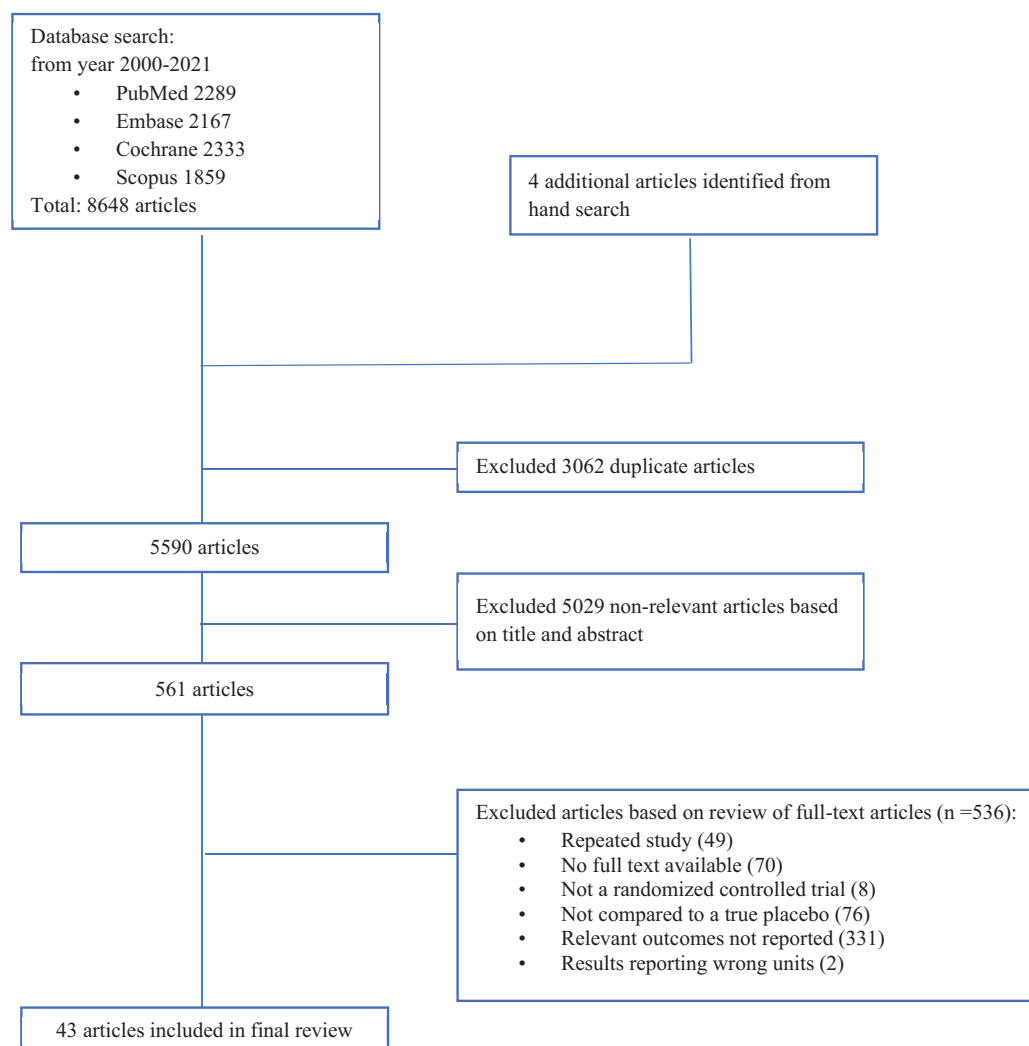 Database search:
from year 2000-2021
• PubMed 2289
• Embase 2167
• Cochrane 2333
• Scopus 1859
Total: 8648 articles
4 additional articles identified from
hand search
Excluded 3062 duplicate articles
5590 articles
Excluded 5029 non-relevant articles based
on title and abstract
561 articles
Excluded articles based on review of full-text articles (n =536):
• Repeated study (49)
• No full text available (70)
• Not a randomized controlled trial (8)
• Not compared to a true placebo (76)
• Relevant outcomes not reported (331)
• Results reporting wrong units (2)
43 articles included in final review